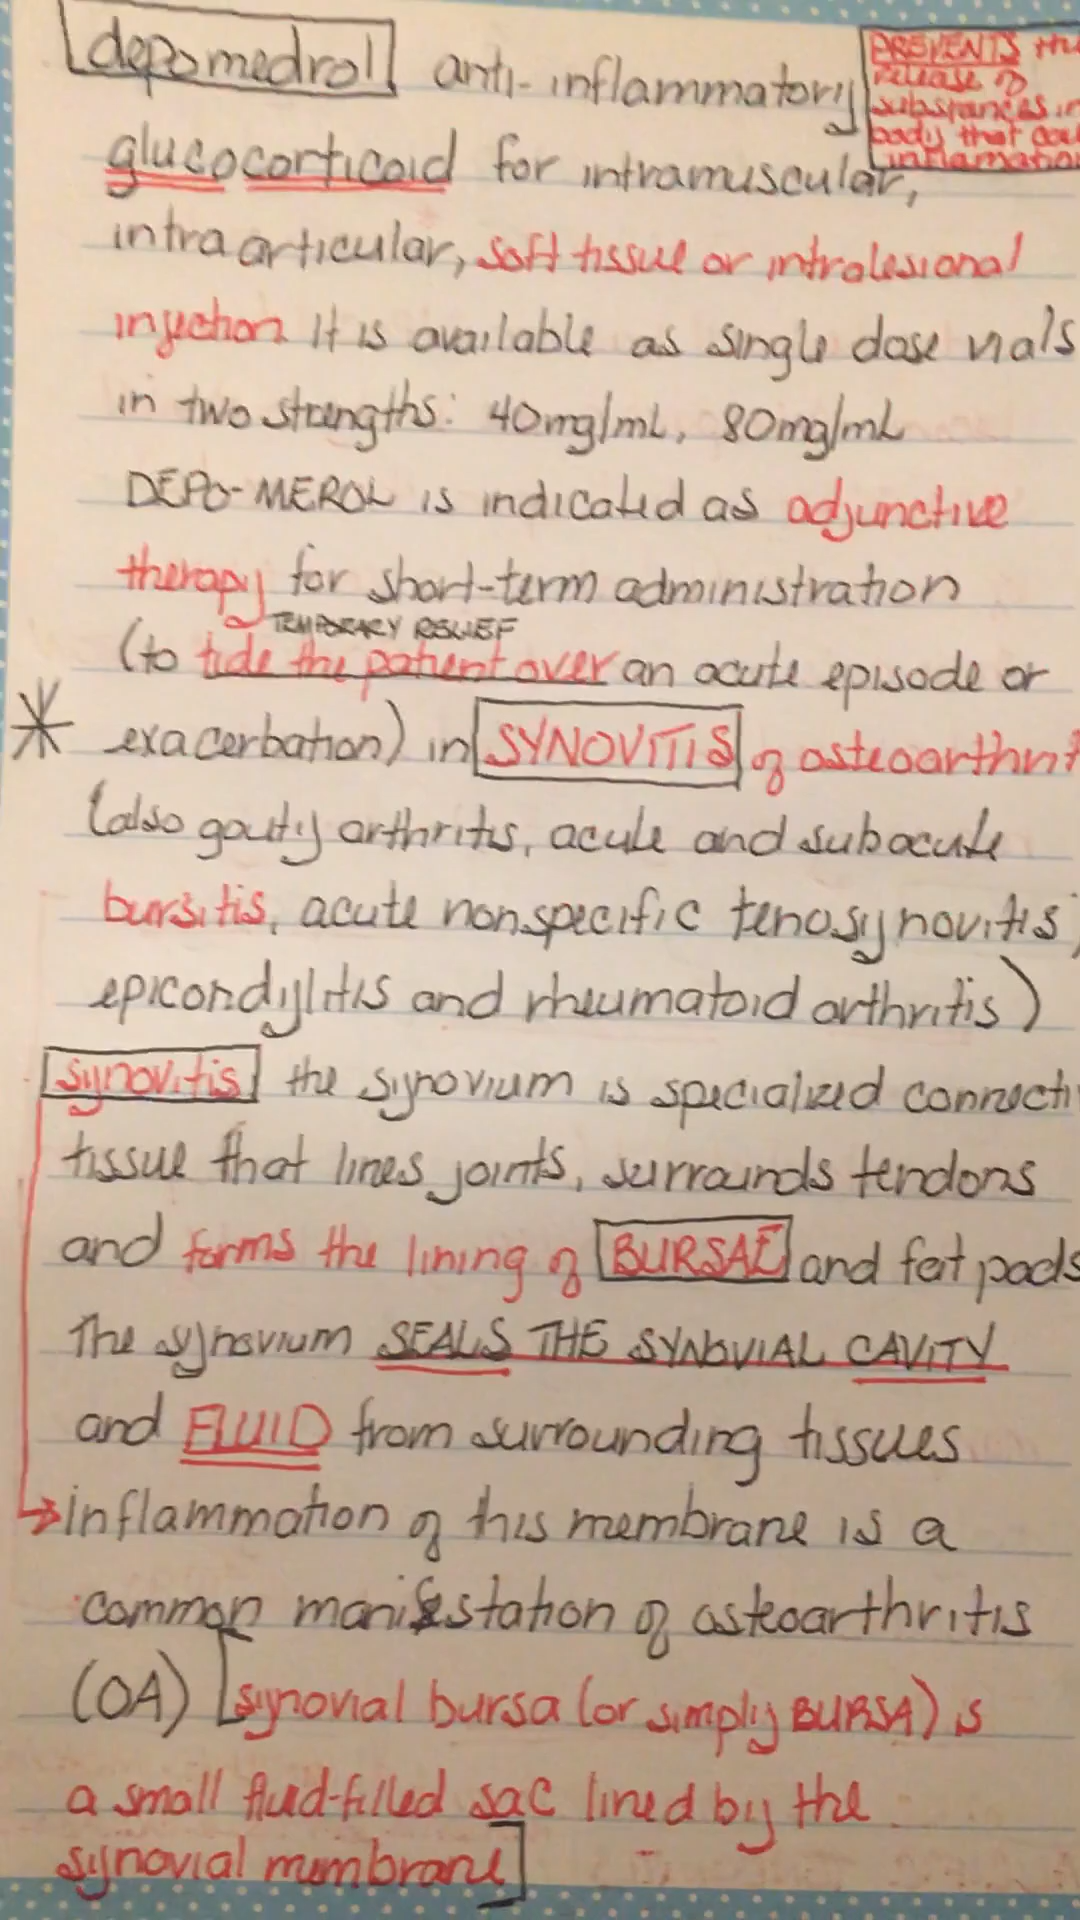 depomedrol anti-inflammatory
PREVENTS the
release of
substances in
body that cau
inflamation
glucocorticoid for intramuscular,
intraarticular, soft tissue or intralesional
injection. It is available as single dose vials
in two strengths: 40mg/mL, 80mg/mL
DEPO-MEROL is indicated as adjunctive
therapy for short-term administration
TEMPORARY RELIEF
(to tide the patient over an acute episode or
* exacerbation) in SYNOVITIS of osteoarthrit
(also gouty arthritis, acute and subacute
bursitis, acute nonspecific tenosynovitis,
epicondylitis and rheumatoid arthritis)
synovitis the synovium is specialized connecti
tissue that lines joints, surrounds tendons
and forms the lining of BURSAE and fat pads
The synovium SEALS THE SYNOVIAL CAVITY
and FLUID from surrounding tissues
→ inflammation of this membrane is a
common manifestation of osteoarthritis
(OA) [synovial bursa (or simply BURSA) is
a small fluid-filled sac lined by the
synovial membrane]